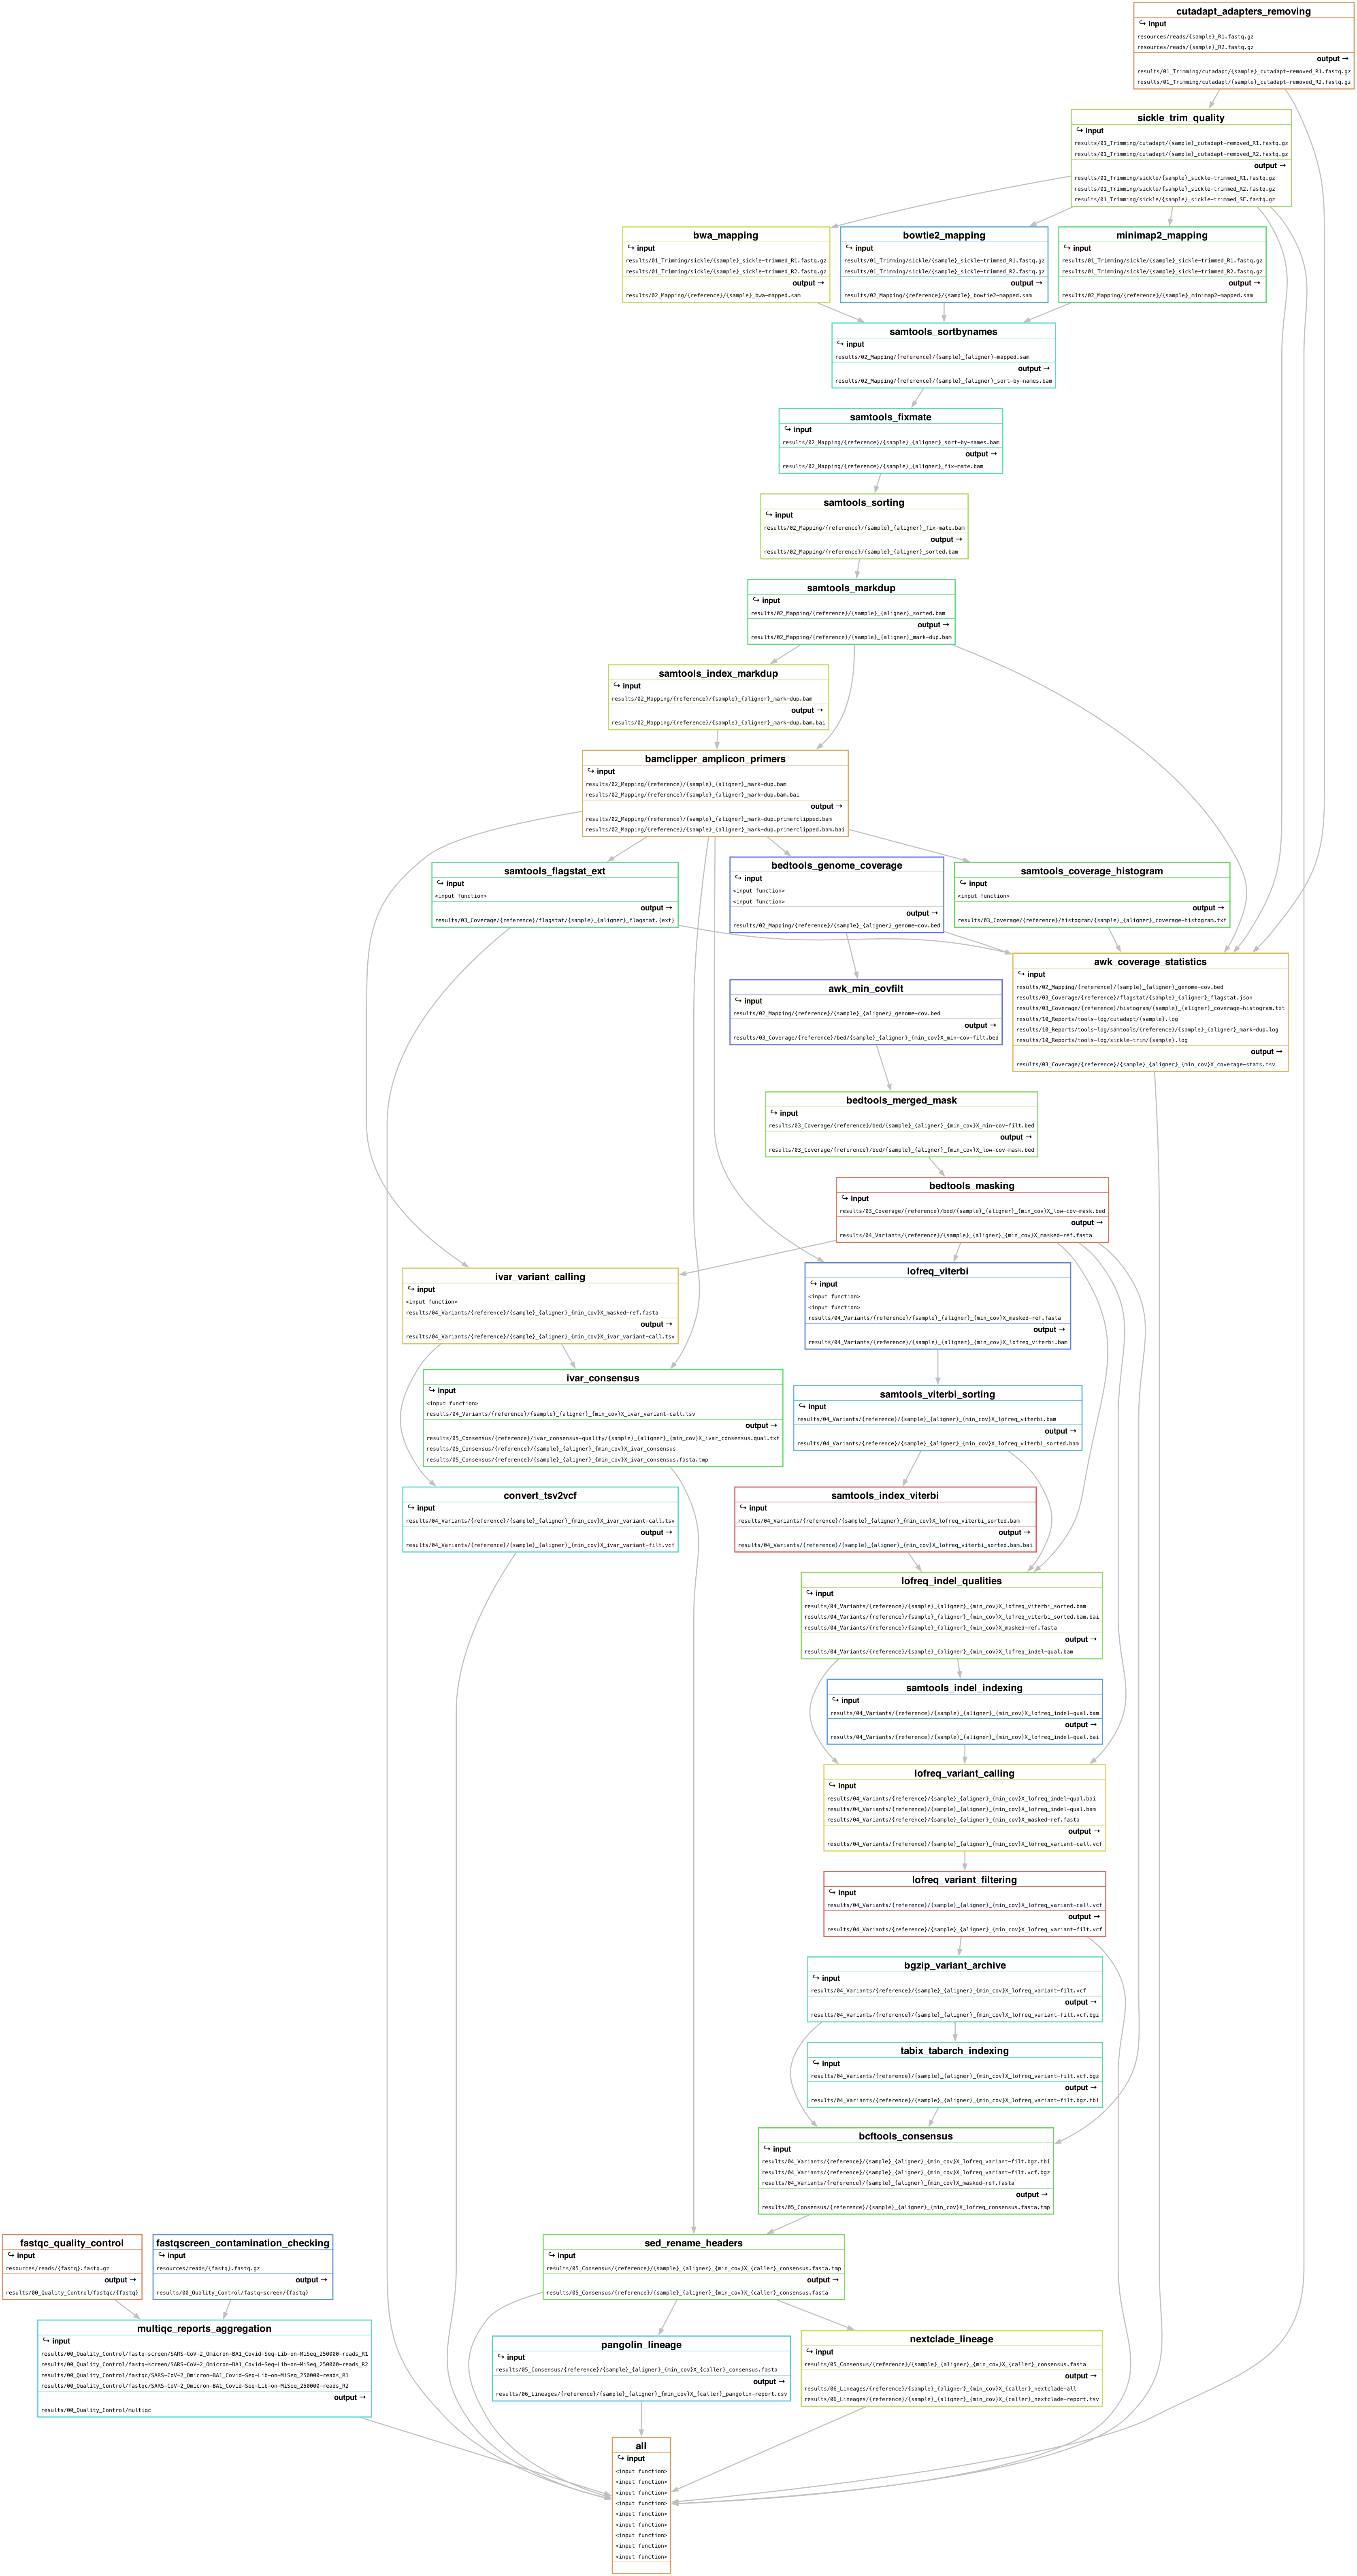 cutadapt_adapters_removing
↪ input
resources/reads/{sample}_R1.fastq.gz
resources/reads/{sample}_R2.fastq.gz
output →
results/01_Trimming/cutadapt/{sample}_cutadapt-removed_R1.fastq.gz
results/01_Trimming/cutadapt/{sample}_cutadapt-removed_R2.fastq.gz
sickle_trim_quality
↪ input
results/01_Trimming/cutadapt/{sample}_cutadapt-removed_R1.fastq.gz
results/01_Trimming/cutadapt/{sample}_cutadapt-removed_R2.fastq.gz
output →
results/01_Trimming/sickle/{sample}_sickle-trimmed_R1.fastq.gz
results/01_Trimming/sickle/{sample}_sickle-trimmed_R2.fastq.gz
results/01_Trimming/sickle/{sample}_sickle-trimmed_SE.fastq.gz
bwa_mapping
↪ input
results/01_Trimming/sickle/{sample}_sickle-trimmed_R1.fastq.gz
results/01_Trimming/sickle/{sample}_sickle-trimmed_R2.fastq.gz
output →
results/02_Mapping/{reference}/{sample}_bwa-mapped.sam
bowtie2_mapping
↪ input
results/01_Trimming/sickle/{sample}_sickle-trimmed_R1.fastq.gz
results/01_Trimming/sickle/{sample}_sickle-trimmed_R2.fastq.gz
output →
results/02_Mapping/{reference}/{sample}_bowtie2-mapped.sam
minimap2_mapping
↪ input
results/01_Trimming/sickle/{sample}_sickle-trimmed_R1.fastq.gz
results/01_Trimming/sickle/{sample}_sickle-trimmed_R2.fastq.gz
output →
results/02_Mapping/{reference}/{sample}_minimap2-mapped.sam
samtools_sortbynames
↪ input
results/02_Mapping/{reference}/{sample}_{aligner}-mapped.sam
output →
results/02_Mapping/{reference}/{sample}_{aligner}_sort-by-names.bam
samtools_fixmate
↪ input
results/02_Mapping/{reference}/{sample}_{aligner}_sort-by-names.bam
output →
results/02_Mapping/{reference}/{sample}_{aligner}_fix-mate.bam
samtools_sorting
↪ input
results/02_Mapping/{reference}/{sample}_{aligner}_fix-mate.bam
output →
results/02_Mapping/{reference}/{sample}_{aligner}_sorted.bam
samtools_markdup
↪ input
results/02_Mapping/{reference}/{sample}_{aligner}_sorted.bam
output →
results/02_Mapping/{reference}/{sample}_{aligner}_mark-dup.bam
samtools_index_markdup
↪ input
results/02_Mapping/{reference}/{sample}_{aligner}_mark-dup.bam
output →
results/02_Mapping/{reference}/{sample}_{aligner}_mark-dup.bam.bai
bamclipper_amplicon_primers
↪ input
results/02_Mapping/{reference}/{sample}_{aligner}_mark-dup.bam
results/02_Mapping/{reference}/{sample}_{aligner}_mark-dup.bam.bai
output →
results/02_Mapping/{reference}/{sample}_{aligner}_mark-dup.primerclipped.bam
results/02_Mapping/{reference}/{sample}_{aligner}_mark-dup.primerclipped.bam.bai
samtools_flagstat_ext
↪ input
<input function>
output →
results/03_Coverage/{reference}/flagstat/{sample}_{aligner}_flagstat.{ext}
bedtools_genome_coverage
↪ input
<input function>
<input function>
output →
results/02_Mapping/{reference}/{sample}_{aligner}_genome-cov.bed
samtools_coverage_histogram
↪ input
<input function>
output →
results/03_Coverage/{reference}/histogram/{sample}_{aligner}_coverage-histogram.txt
awk_coverage_statistics
↪ input
results/02_Mapping/{reference}/{sample}_{aligner}_genome-cov.bed
results/03_Coverage/{reference}/flagstat/{sample}_{aligner}_flagstat.json
results/03_Coverage/{reference}/histogram/{sample}_{aligner}_coverage-histogram.txt
results/10_Reports/tools-log/cutadapt/{sample}.log
results/10_Reports/tools-log/samtools/{reference}/{sample}_{aligner}_mark-dup.log
results/10_Reports/tools-log/sickle-trim/{sample}.log
output →
results/03_Coverage/{reference}/{sample}_{aligner}_{min_cov}X_coverage-stats.tsv
awk_min_covfilt
↪ input
results/02_Mapping/{reference}/{sample}_{aligner}_genome-cov.bed
output →
results/03_Coverage/{reference}/bed/{sample}_{aligner}_{min_cov}X_min-cov-filt.bed
bedtools_merged_mask
↪ input
results/03_Coverage/{reference}/bed/{sample}_{aligner}_{min_cov}X_min-cov-filt.bed
output →
results/03_Coverage/{reference}/bed/{sample}_{aligner}_{min_cov}X_low-cov-mask.bed
bedtools_masking
↪ input
results/03_Coverage/{reference}/bed/{sample}_{aligner}_{min_cov}X_low-cov-mask.bed
output →
results/04_Variants/{reference}/{sample}_{aligner}_{min_cov}X_masked-ref.fasta
ivar_variant_calling
↪ input
<input function>
results/04_Variants/{reference}/{sample}_{aligner}_{min_cov}X_masked-ref.fasta
output →
results/04_Variants/{reference}/{sample}_{aligner}_{min_cov}X_ivar_variant-call.tsv
lofreq_viterbi
↪ input
<input function>
<input function>
results/04_Variants/{reference}/{sample}_{aligner}_{min_cov}X_masked-ref.fasta
output →
results/04_Variants/{reference}/{sample}_{aligner}_{min_cov}X_lofreq_viterbi.bam
ivar_consensus
↪ input
<input function>
results/04_Variants/{reference}/{sample}_{aligner}_{min_cov}X_ivar_variant-call.tsv
output →
results/05_Consensus/{reference}/ivar_consensus-quality/{sample}_{aligner}_{min_cov}X_ivar_consensus.qual.txt
results/05_Consensus/{reference}/{sample}_{aligner}_{min_cov}X_ivar_consensus
results/05_Consensus/{reference}/{sample}_{aligner}_{min_cov}X_ivar_consensus.fasta.tmp
samtools_viterbi_sorting
↪ input
results/04_Variants/{reference}/{sample}_{aligner}_{min_cov}X_lofreq_viterbi.bam
output →
results/04_Variants/{reference}/{sample}_{aligner}_{min_cov}X_lofreq_viterbi_sorted.bam
convert_tsv2vcf
↪ input
results/04_Variants/{reference}/{sample}_{aligner}_{min_cov}X_ivar_variant-call.tsv
output →
results/04_Variants/{reference}/{sample}_{aligner}_{min_cov}X_ivar_variant-filt.vcf
samtools_index_viterbi
↪ input
results/04_Variants/{reference}/{sample}_{aligner}_{min_cov}X_lofreq_viterbi_sorted.bam
output →
results/04_Variants/{reference}/{sample}_{aligner}_{min_cov}X_lofreq_viterbi_sorted.bam.bai
lofreq_indel_qualities
↪ input
results/04_Variants/{reference}/{sample}_{aligner}_{min_cov}X_lofreq_viterbi_sorted.bam
results/04_Variants/{reference}/{sample}_{aligner}_{min_cov}X_lofreq_viterbi_sorted.bam.bai
results/04_Variants/{reference}/{sample}_{aligner}_{min_cov}X_masked-ref.fasta
output →
results/04_Variants/{reference}/{sample}_{aligner}_{min_cov}X_lofreq_indel-qual.bam
samtools_indel_indexing
↪ input
results/04_Variants/{reference}/{sample}_{aligner}_{min_cov}X_lofreq_indel-qual.bam
output →
results/04_Variants/{reference}/{sample}_{aligner}_{min_cov}X_lofreq_indel-qual.bai
lofreq_variant_calling
↪ input
results/04_Variants/{reference}/{sample}_{aligner}_{min_cov}X_lofreq_indel-qual.bai
results/04_Variants/{reference}/{sample}_{aligner}_{min_cov}X_lofreq_indel-qual.bam
results/04_Variants/{reference}/{sample}_{aligner}_{min_cov}X_masked-ref.fasta
output →
results/04_Variants/{reference}/{sample}_{aligner}_{min_cov}X_lofreq_variant-call.vcf
lofreq_variant_filtering
↪ input
results/04_Variants/{reference}/{sample}_{aligner}_{min_cov}X_lofreq_variant-call.vcf
output →
results/04_Variants/{reference}/{sample}_{aligner}_{min_cov}X_lofreq_variant-filt.vcf
bgzip_variant_archive
↪ input
results/04_Variants/{reference}/{sample}_{aligner}_{min_cov}X_lofreq_variant-filt.vcf
output →
results/04_Variants/{reference}/{sample}_{aligner}_{min_cov}X_lofreq_variant-filt.vcf.bgz
tabix_tabarch_indexing
↪ input
results/04_Variants/{reference}/{sample}_{aligner}_{min_cov}X_lofreq_variant-filt.vcf.bgz
output →
results/04_Variants/{reference}/{sample}_{aligner}_{min_cov}X_lofreq_variant-filt.bgz.tbi
bcftools_consensus
↪ input
results/04_Variants/{reference}/{sample}_{aligner}_{min_cov}X_lofreq_variant-filt.bgz.tbi
results/04_Variants/{reference}/{sample}_{aligner}_{min_cov}X_lofreq_variant-filt.vcf.bgz
results/04_Variants/{reference}/{sample}_{aligner}_{min_cov}X_masked-ref.fasta
output →
results/05_Consensus/{reference}/{sample}_{aligner}_{min_cov}X_lofreq_consensus.fasta.tmp
fastqc_quality_control
↪ input
resources/reads/{fastq}.fastq.gz
output →
results/00_Quality_Control/fastqc/{fastq}
fastqscreen_contamination_checking
↪ input
resources/reads/{fastq}.fastq.gz
output →
results/00_Quality_Control/fastq-screen/{fastq}
sed_rename_headers
↪ input
results/05_Consensus/{reference}/{sample}_{aligner}_{min_cov}X_{caller}_consensus.fasta.tmp
output →
results/05_Consensus/{reference}/{sample}_{aligner}_{min_cov}X_{caller}_consensus.fasta
multiqc_reports_aggregation
↪ input
results/00_Quality_Control/fastq-screen/SARS-CoV-2_Omicron-BA1_Covid-Seq-Lib-on-MiSeq_250000-reads_R1
results/00_Quality_Control/fastq-screen/SARS-CoV-2_Omicron-BA1_Covid-Seq-Lib-on-MiSeq_250000-reads_R2
results/00_Quality_Control/fastqc/SARS-CoV-2_Omicron-BA1_Covid-Seq-Lib-on-MiSeq_250000-reads_R1
results/00_Quality_Control/fastqc/SARS-CoV-2_Omicron-BA1_Covid-Seq-Lib-on-MiSeq_250000-reads_R2
output →
results/00_Quality_Control/multiqc
pangolin_lineage
↪ input
results/05_Consensus/{reference}/{sample}_{aligner}_{min_cov}X_{caller}_consensus.fasta
output →
results/06_Lineages/{reference}/{sample}_{aligner}_{min_cov}X_{caller}_pangolin-report.csv
nextclade_lineage
↪ input
results/05_Consensus/{reference}/{sample}_{aligner}_{min_cov}X_{caller}_consensus.fasta
output →
results/06_Lineages/{reference}/{sample}_{aligner}_{min_cov}X_{caller}_nextclade-all
results/06_Lineages/{reference}/{sample}_{aligner}_{min_cov}X_{caller}_nextclade-report.tsv
all
↪ input
<input function>
<input function>
<input function>
<input function>
<input function>
<input function>
<input function>
<input function>
<input function>